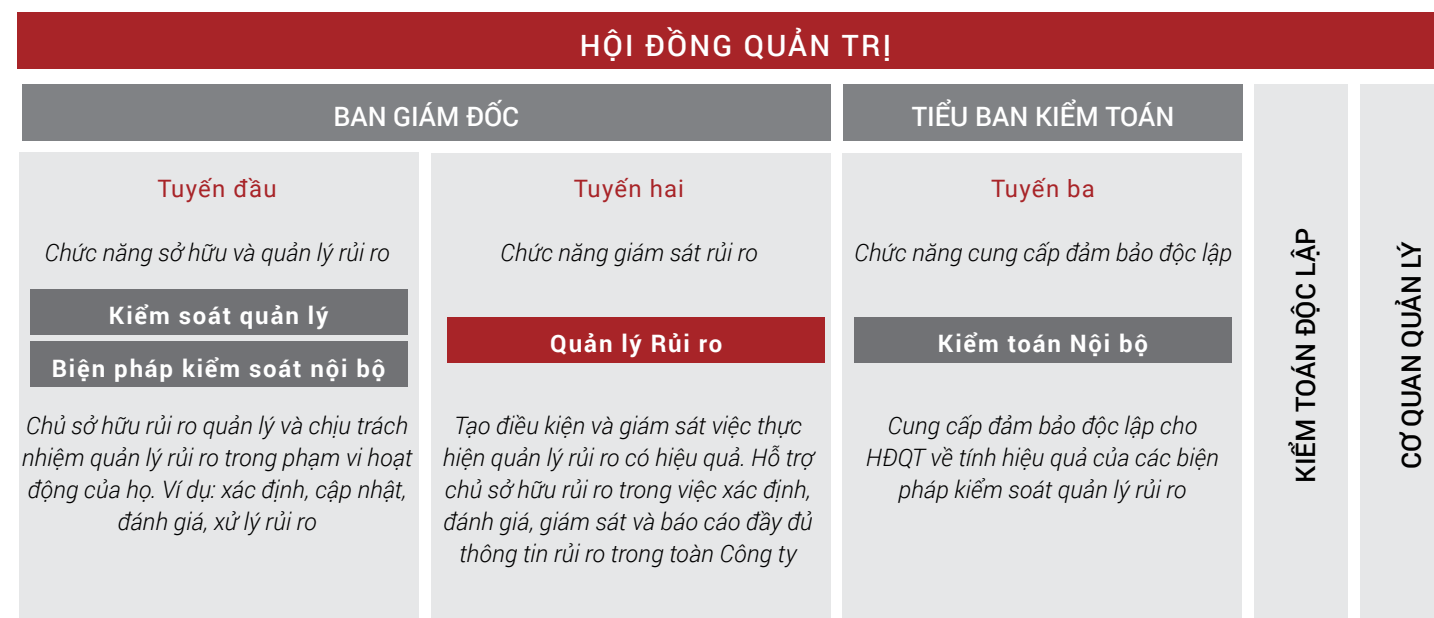 HỘI ĐỒNG QUẢN TRỊ
BAN GIÁM ĐỐC
Tuyến đầu
Chức năng sở hữu và quản lý rủi ro
Kiểm soát quản lý
Biện pháp kiểm soát nội bộ
Chủ sở hữu rủi ro quản lý và chịu trách
nhiệm quản lý rủi ro trong phạm vi hoạt
động của họ. Ví dụ: xác định, cập nhật,
đánh giá, xử lý rủi ro
Tuyến hai
Chức năng giám sát rủi ro
Quản lý Rủi ro
Tạo điều kiện và giám sát việc thực
hiện quản lý rủi ro có hiệu quả. Hỗ trợ
chủ sở hữu rủi ro trong việc xác định,
đánh giá, giám sát và báo cáo đầy đủ
thông tin rủi ro trong toàn Công ty
TIỂU BAN KIỂM TOÁN
Tuyến ba
Chức năng cung cấp đảm bảo độc lập
Kiểm toán Nội bộ
Cung cấp đảm bảo độc lập cho
HĐQT về tính hiệu quả của các biện
pháp kiểm soát quản lý rủi ro
KIỂM TOÁN ĐỘC LẬP
CƠ QUAN QUẢN LÝ